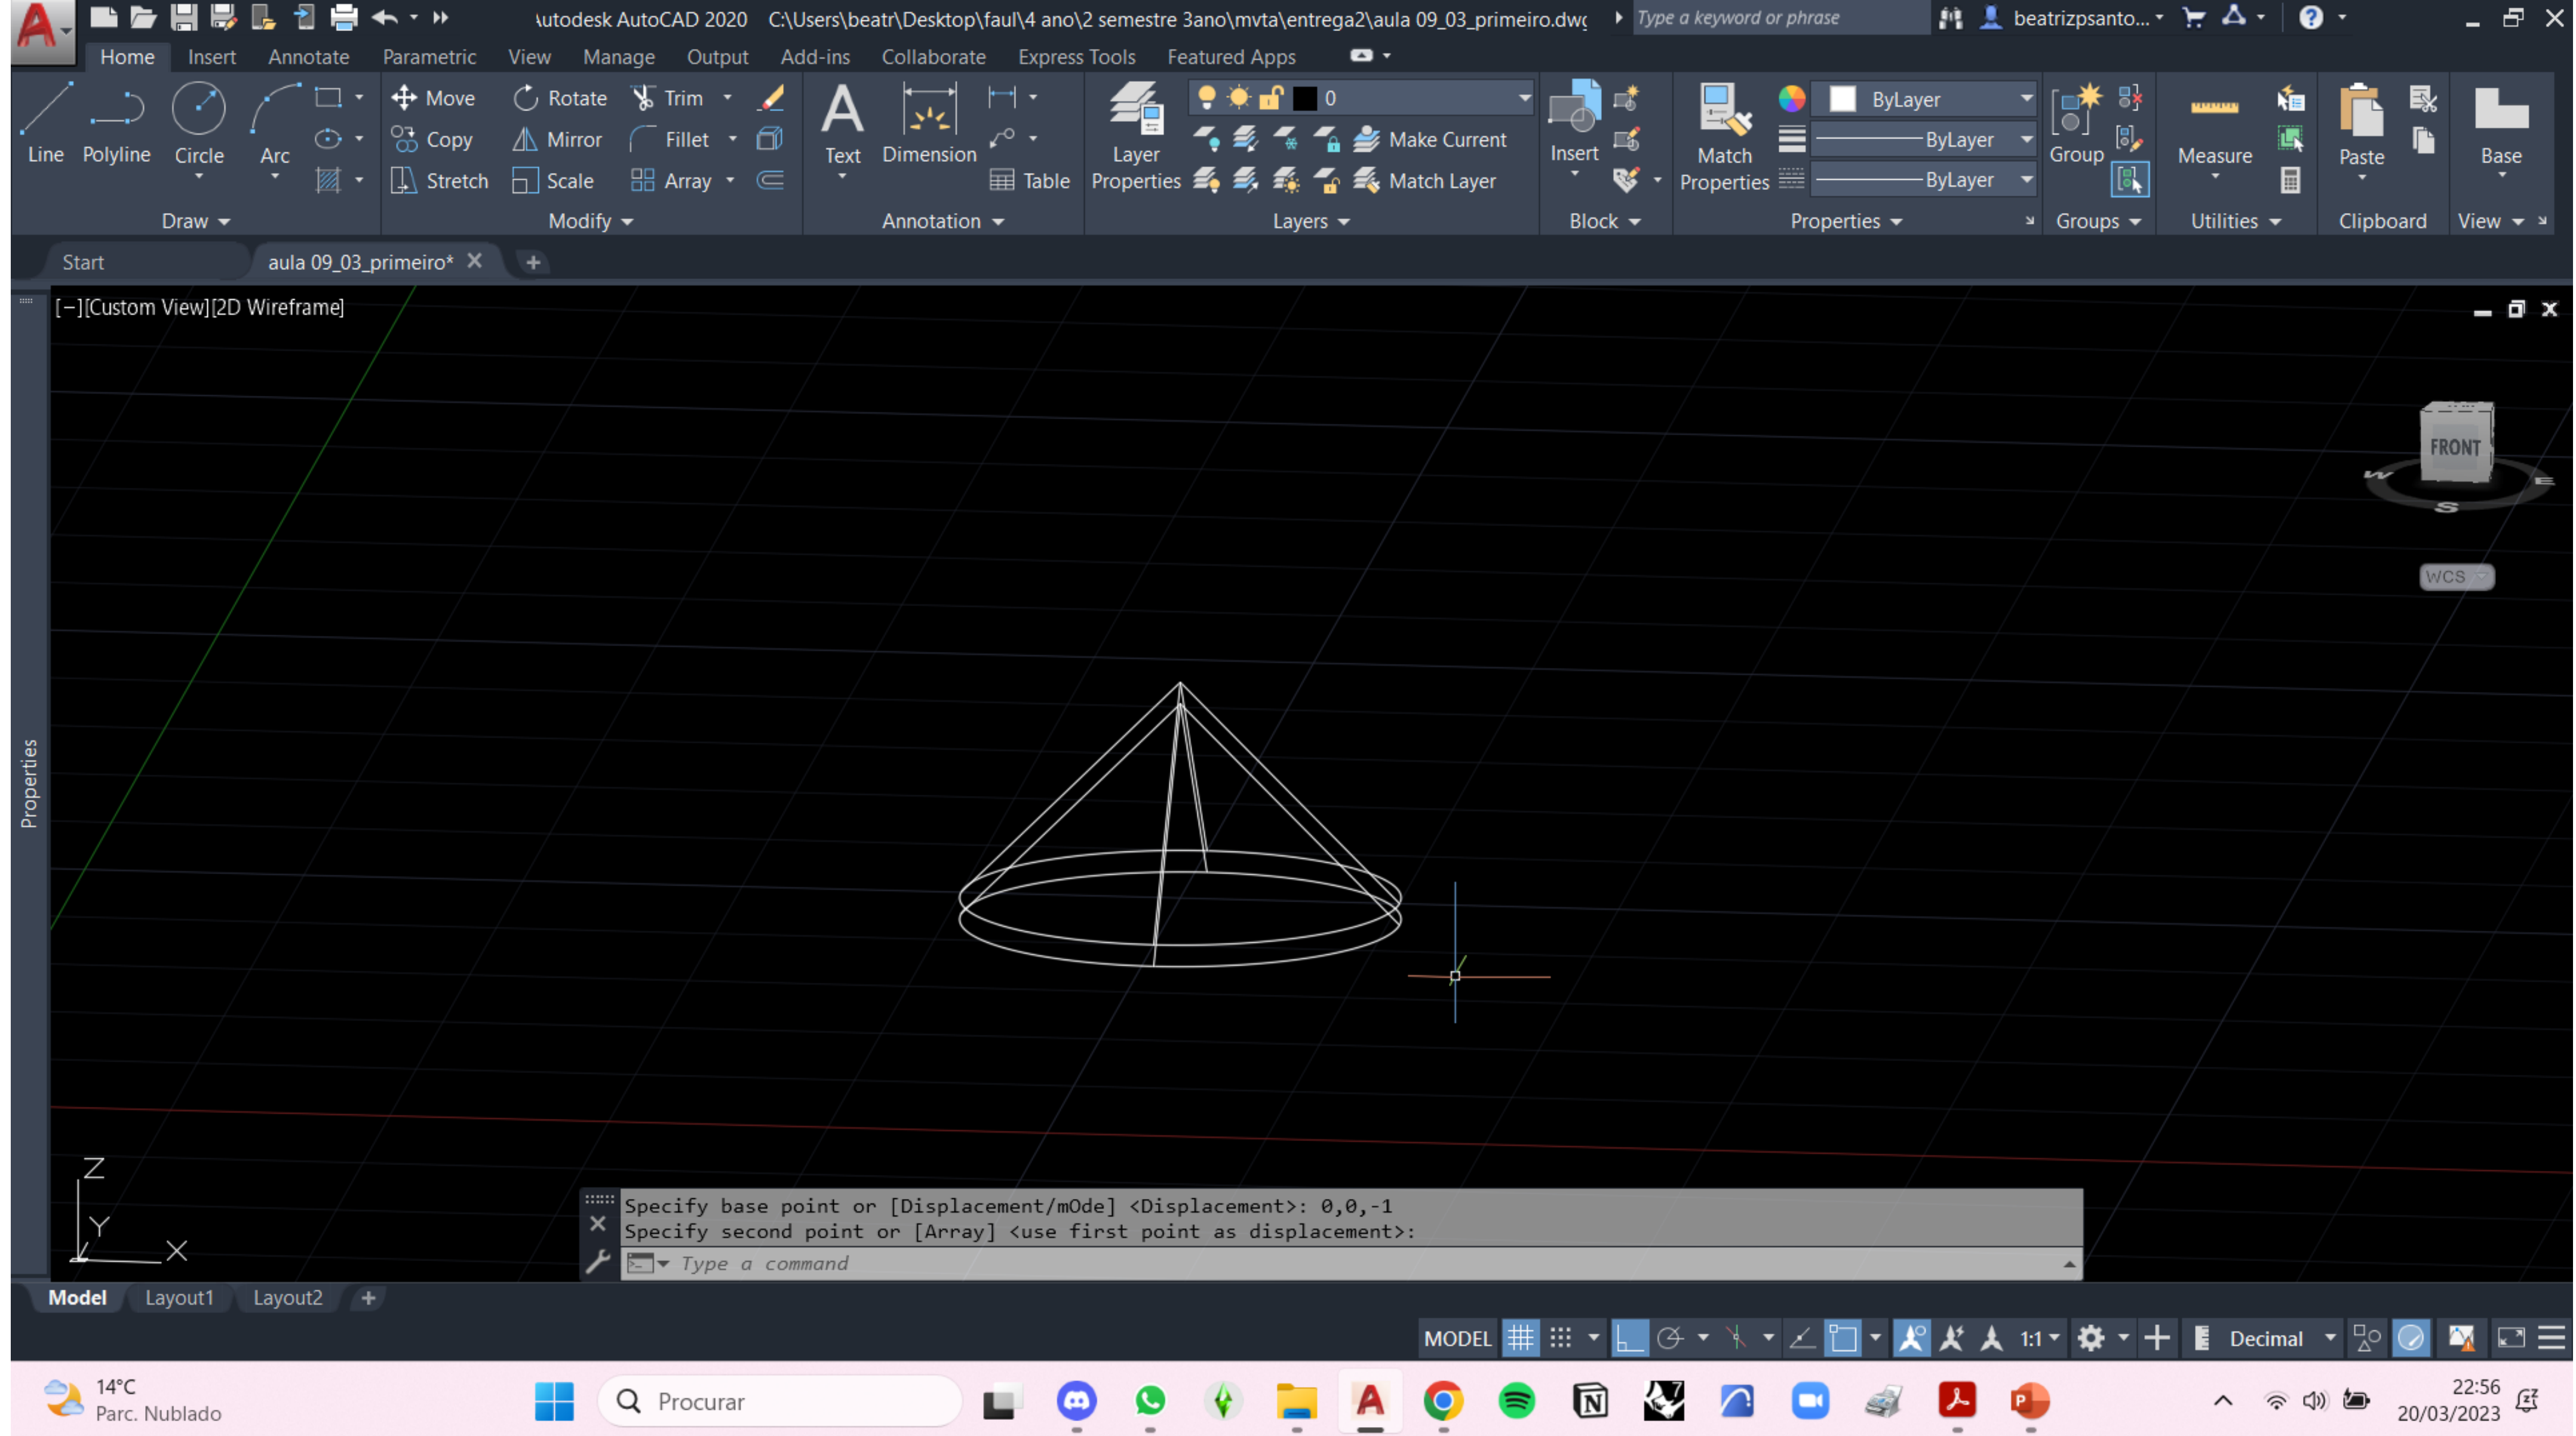 Autodesk AutoCAD 2020 C:\Users\beatr\Desktop\faul\4 ano\2 semestre 3ano\mvta\entrega2\aula 09_03_primeiro.dwg Type a keyword or phrase beatrizpsanto...
Home Insert Annotate Parametric View Manage Output Add-ins Collaborate Express Tools Featured Apps
Line Polyline Circle Arc
Move Rotate Trim
Copy Mirror Fillet
Stretch Scale Array
Text Dimension Table
Layer Properties
0
Make Current
Match Layer
Insert
Match Properties
ByLayer
ByLayer
ByLayer
Group
Measure
Paste
Base
Draw Modify Annotation Layers Block Properties Groups Utilities Clipboard View
Start aula 09_03_primeiro*
[−][Custom View][2D Wireframe]
FRONT
W E
S
WCS
Properties
Z
Y
X
Specify base point or [Displacement/mOde] <Displacement>: 0,0,-1
Specify second point or [Array] <use first point as displacement>:
Type a command
Model Layout1 Layout2
MODEL 1:1 Decimal
14°C
Parc. Nublado
Procurar
7
22:56
20/03/2023